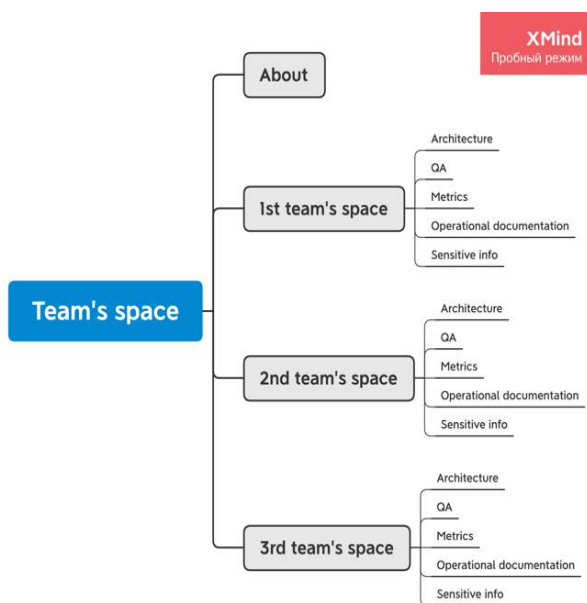 XMind
Пробный режим
About
Team's space
1st team's space
Architecture
QA
Metrics
Operational documentation
Sensitive info
2nd team's space
Architecture
QA
Metrics
Operational documentation
Sensitive info
3rd team's space
Architecture
QA
Metrics
Operational documentation
Sensitive info